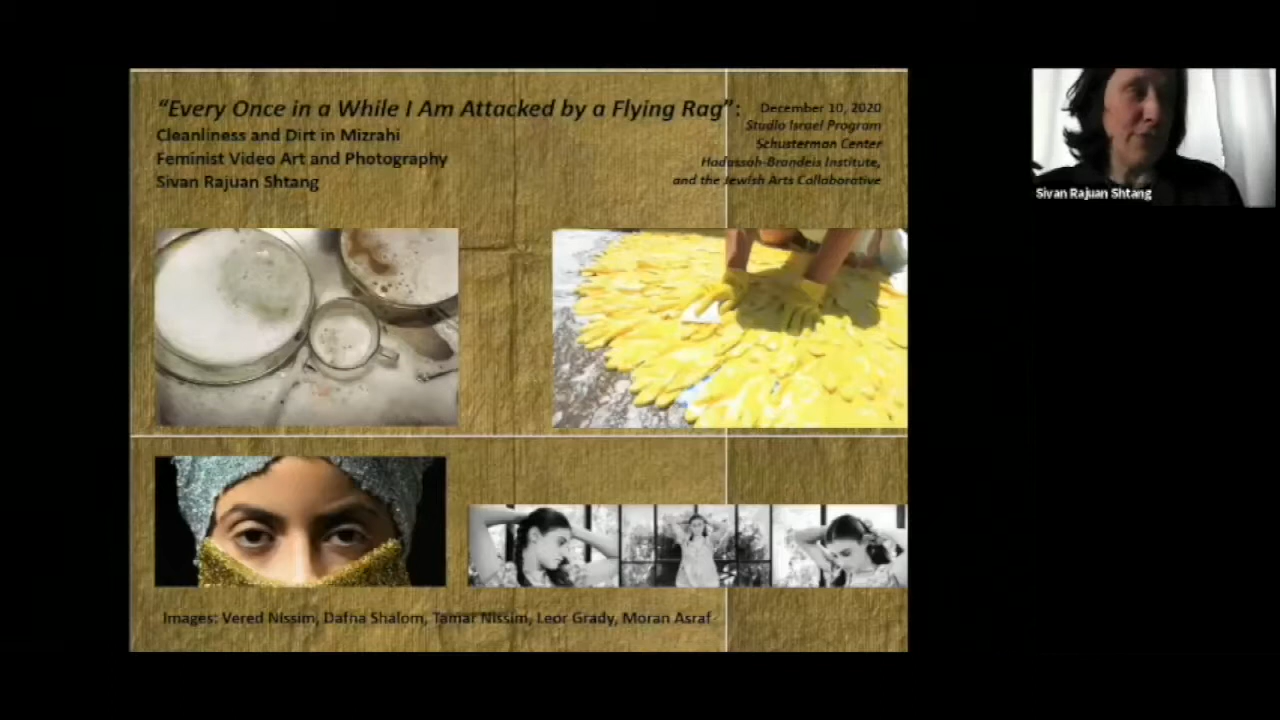 “Every Once in a While I Am Attacked by a Flying Rag”:
Cleanliness and Dirt in Mizrahi
Feminist Video Art and Photography
Sivan Rajuan Shtang
December 10, 2020
Studio Israel Program
Schusterman Center
Hadassah-Brandeis Institute,
and the Jewish Arts Collaborative
Sivan Rajuan Shtang
Images: Vered Nissim, Dafna Shalom, Tamar Nissim, Leor Grady, Moran Asraf